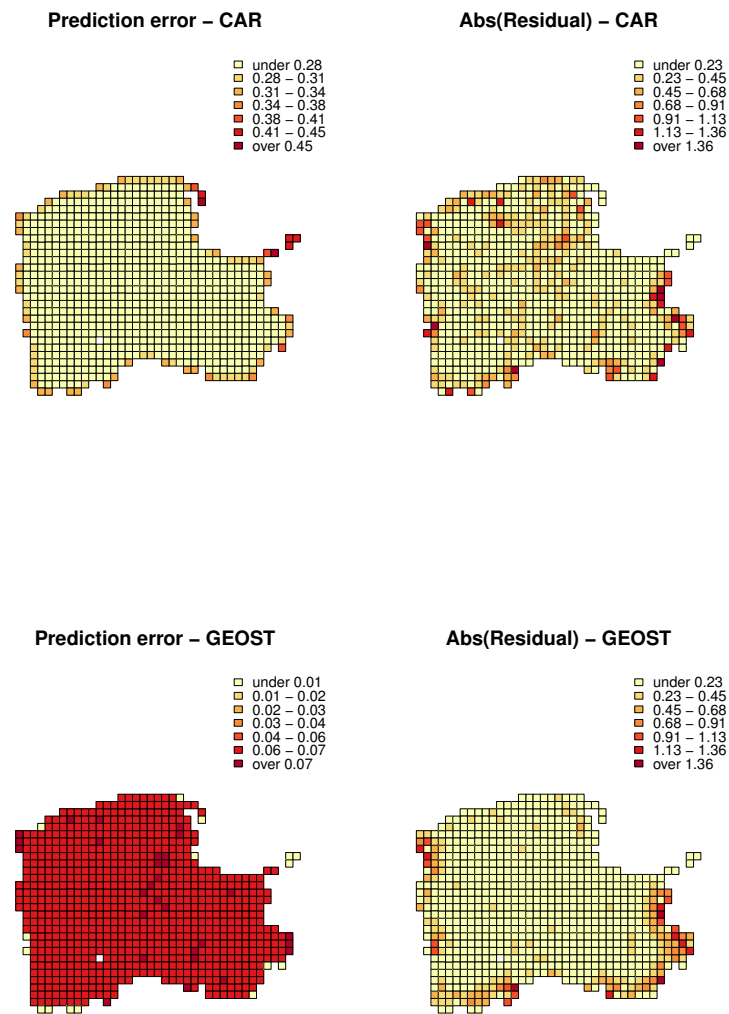 Prediction error – CAR
under 0.28
0.28 – 0.31
0.31 – 0.34
0.34 – 0.38
0.38 – 0.41
0.41 – 0.45
over 0.45
Abs(Residual) – CAR
under 0.23
0.23 – 0.45
0.45 – 0.68
0.68 – 0.91
0.91 – 1.13
1.13 – 1.36
over 1.36
Prediction error – GEOST
under 0.01
0.01 – 0.02
0.02 – 0.03
0.03 – 0.04
0.04 – 0.06
0.06 – 0.07
over 0.07
Abs(Residual) – GEOST
under 0.23
0.23 – 0.45
0.45 – 0.68
0.68 – 0.91
0.91 – 1.13
1.13 – 1.36
over 1.36